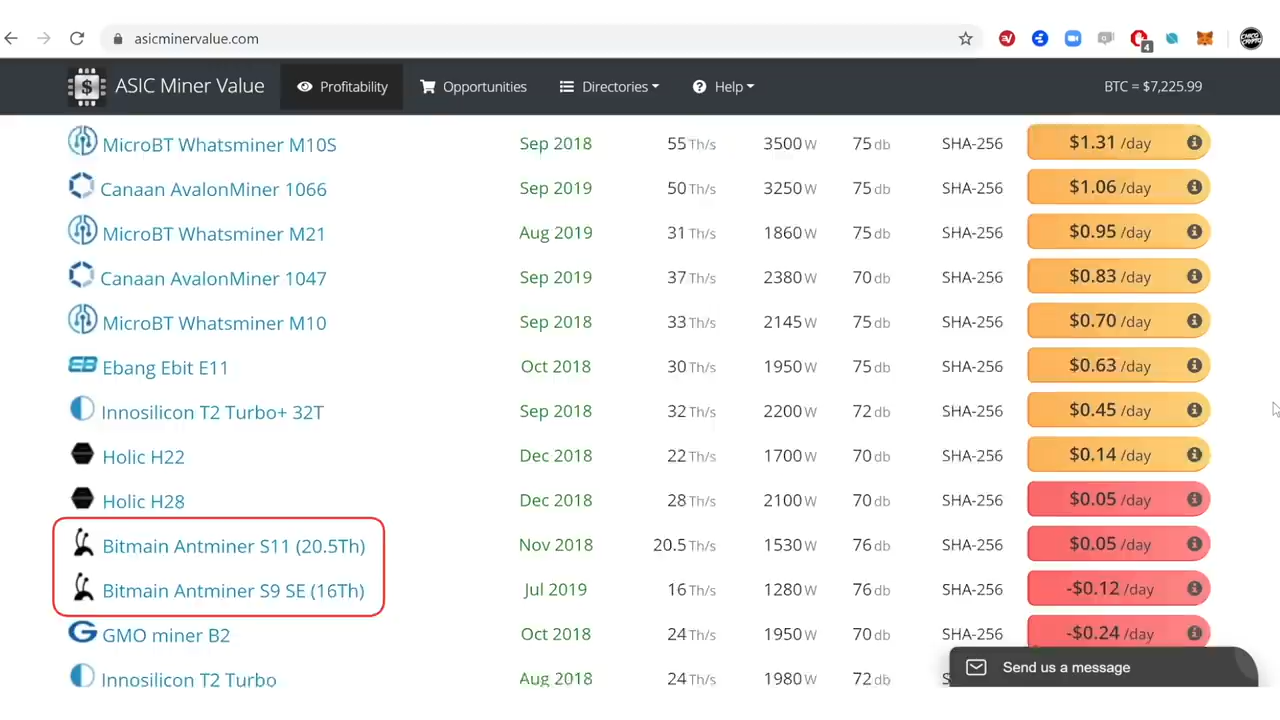 asicminervalue.com
4
ASIC Miner Value Profitability Opportunities Directories Help BTC = $7,225.99
MicroBT Whatsminer M10S Sep 2018 55 Th/s 3500 W 75 db SHA-256 $1.31 /day
Canaan AvalonMiner 1066 Sep 2019 50 Th/s 3250 W 75 db SHA-256 $1.06 /day
MicroBT Whatsminer M21 Aug 2019 31 Th/s 1860 W 75 db SHA-256 $0.95 /day
Canaan AvalonMiner 1047 Sep 2019 37 Th/s 2380 W 70 db SHA-256 $0.83 /day
MicroBT Whatsminer M10 Sep 2018 33 Th/s 2145 W 75 db SHA-256 $0.70 /day
Ebang Ebit E11 Oct 2018 30 Th/s 1950 W 75 db SHA-256 $0.63 /day
Innosilicon T2 Turbo+ 32T Sep 2018 32 Th/s 2200 W 72 db SHA-256 $0.45 /day
Holic H22 Dec 2018 22 Th/s 1700 W 70 db SHA-256 $0.14 /day
Holic H28 Dec 2018 28 Th/s 2100 W 70 db SHA-256 $0.05 /day
Bitmain Antminer S11 (20.5Th) Nov 2018 20.5 Th/s 1530 W 76 db SHA-256 $0.05 /day
Bitmain Antminer S9 SE (16Th) Jul 2019 16 Th/s 1280 W 76 db SHA-256 -$0.12 /day
GMO miner B2 Oct 2018 24 Th/s 1950 W 70 db SHA-256 -$0.24 /day
Innosilicon T2 Turbo Aug 2018 24 Th/s 1980 W 72 db
Send us a message